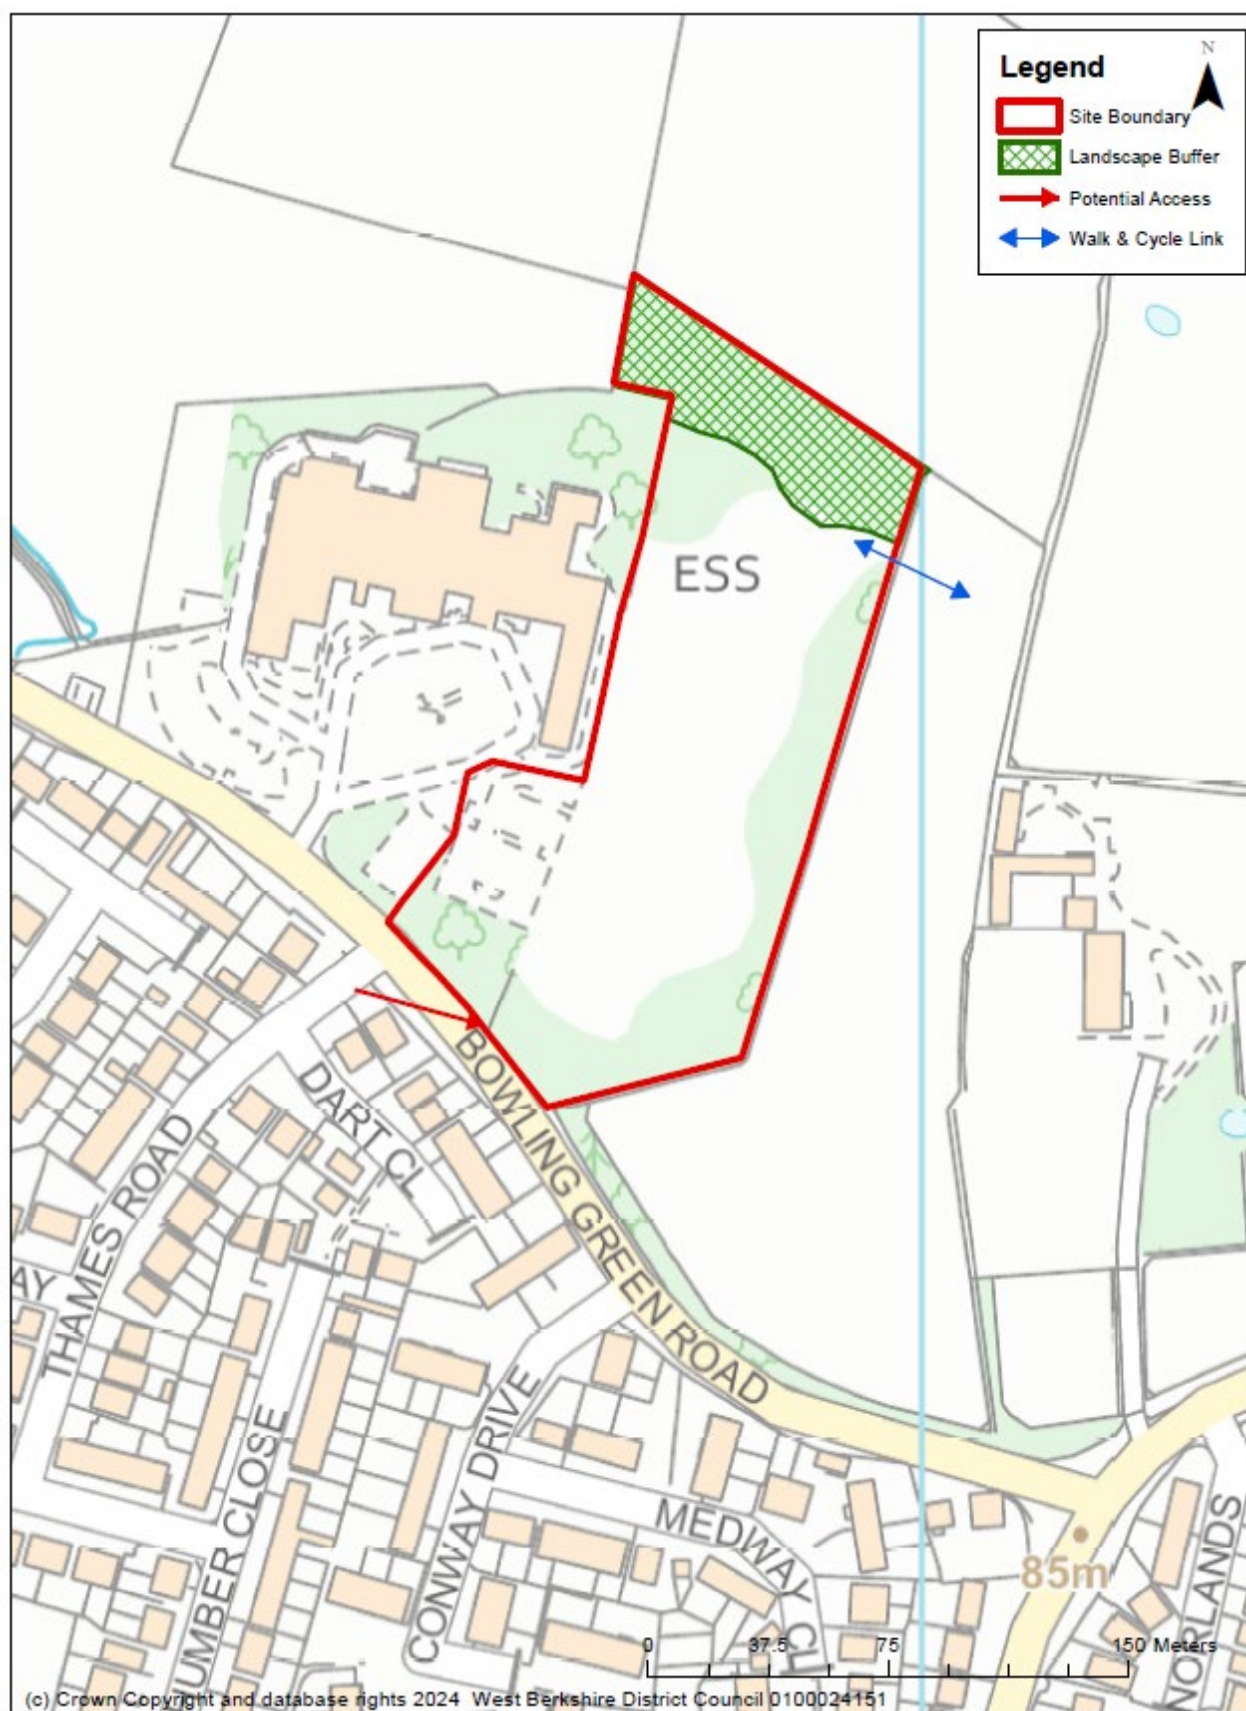 Legend
N
Site Boundary
Landscape Buffer
Potential Access
Walk & Cycle Link
ESS
BOWLING GREEN ROAD
DART CL
THAMES ROAD
AY
HUMBER CLOSE
CONWAY DRIVE
MEDWAY CL
NORLANDS
85m
0 37.5 75 150 Meters
(c) Crown Copyright and database rights 2024 West Berkshire District Council 0100024151